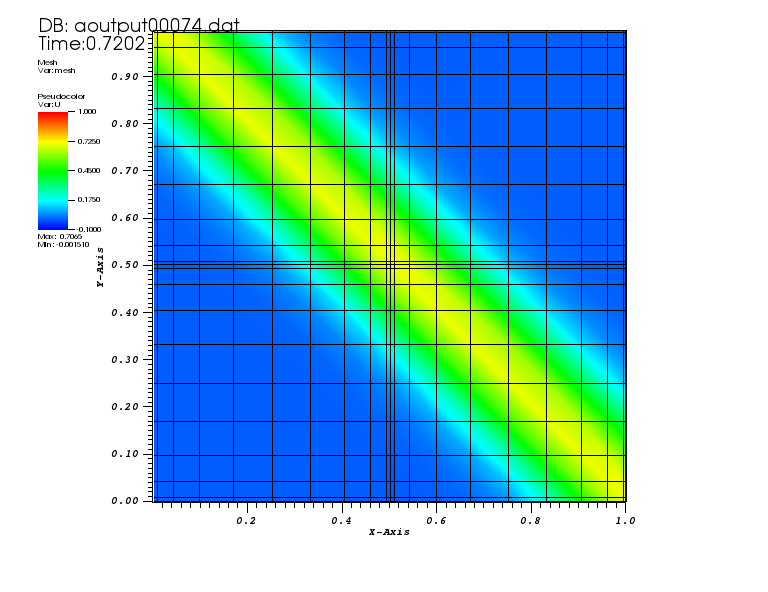 DB: aoutput00074.dat
Time:0.7202
Mesh
Var: mesh
Pseudocolor
Var: U
1.000
0.7250
0.4500
0.1750
-0.1000
Max: 0.7065
Min: -0.001510
Y-Axis
0.90
0.80
0.70
0.60
0.50
0.40
0.30
0.20
0.10
0.00
0.2 0.4 0.6 0.8 1.0
X-Axis